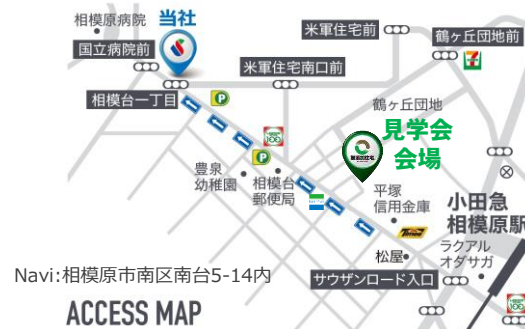 相模原病院
当社
国立病院前
米軍住宅前
鶴ヶ丘団地前
米軍住宅南口前
相模台一丁目
鶴ヶ丘団地
見学会
会場
豊泉
幼稚園
相模台
郵便局
平塚
信用金庫
小田急
相模原駅
松屋
ラクアル
オダサガ
Navi:相模原市南区南台5-14内
サウザンロード入口
ACCESS MAP